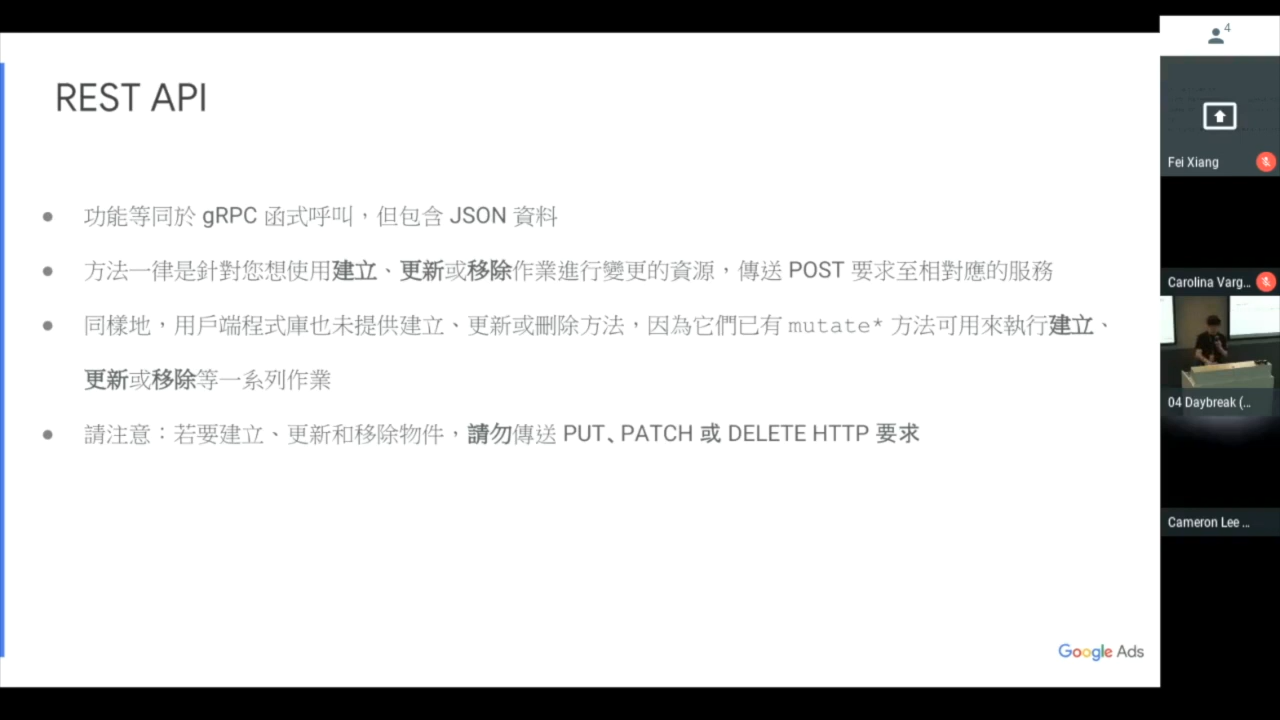 REST API
功能等同於 gRPC 函式呼叫，但包含 JSON 資料
方法一律是針對您想使用建立、更新或移除作業進行變更的資源，傳送 POST 要求至相對應的服務
同樣地，用戶端程式庫也未提供建立、更新或刪除方法，因為它們已有 mutate* 方法可用來執行建立、
更新或移除等一系列作業
請注意：若要建立、更新和移除物件，請勿傳送 PUT、PATCH 或 DELETE HTTP 要求
Google Ads
4
Fei Xiang
Carolina Varg...
04 Daybreak (...
Cameron Lee ...